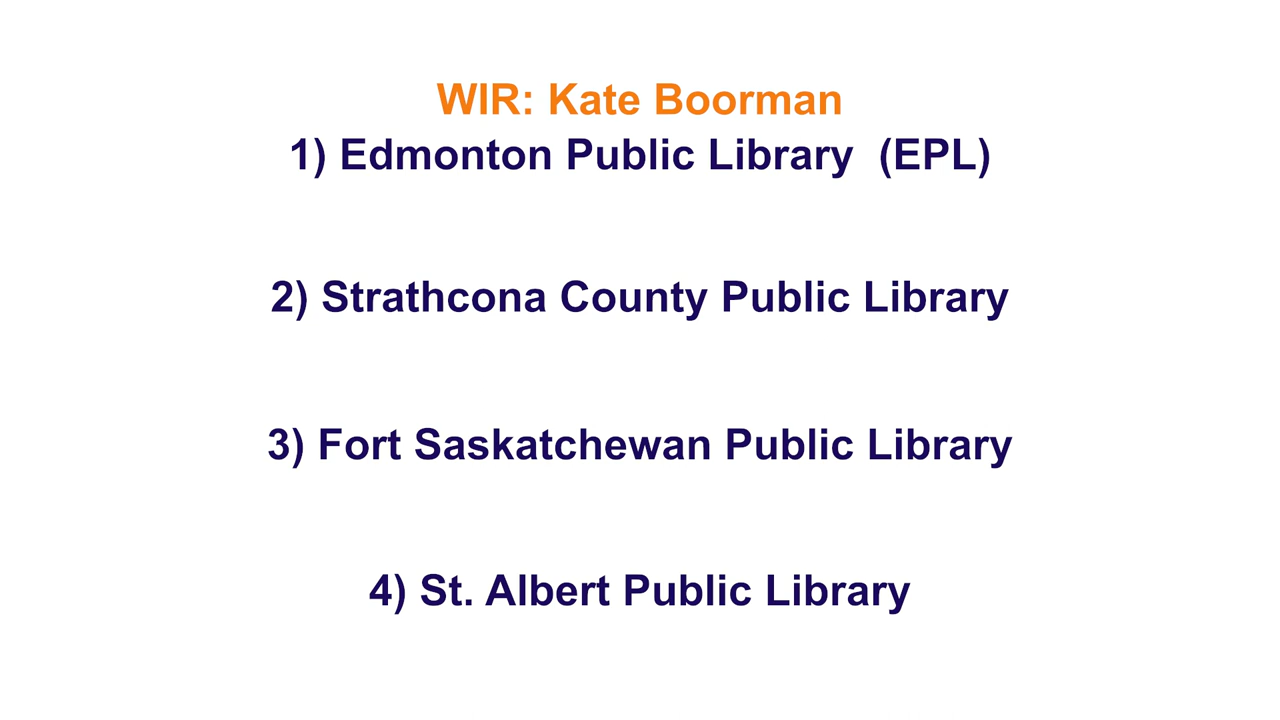 WIR: Kate Boorman
1) Edmonton Public Library (EPL)
2) Strathcona County Public Library
3) Fort Saskatchewan Public Library
4) St. Albert Public Library